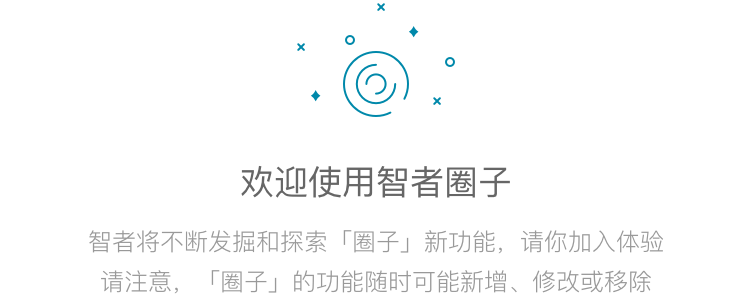 欢迎使用智者圈子
智者将不断发掘和探索「圈子」新功能，请你加入体验
请注意，「圈子」的功能随时可能新增、修改或移除